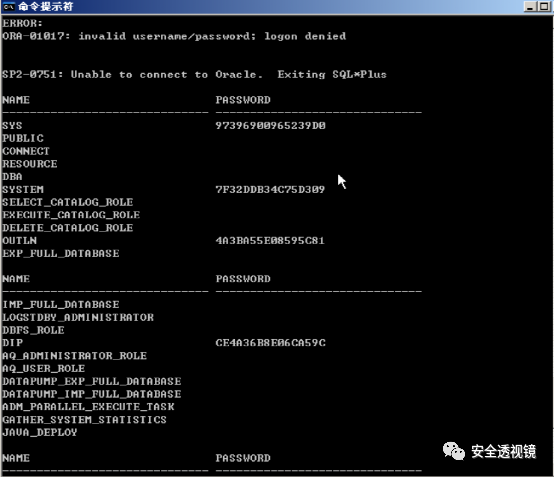 命令提示符
ERROR:
ORA-01017: invalid username/password; logon denied
SP2-0751: Unable to connect to Oracle.  Exiting SQL*Plus
NAME                           PASSWORD
------------------------------ ------------------------------
SYS                            97396900965239D0
PUBLIC
CONNECT
RESOURCE
DBA
SYSTEM                         7F32DDB34C75D309
SELECT_CATALOG_ROLE
EXECUTE_CATALOG_ROLE
DELETE_CATALOG_ROLE
OUTLN                          4A3BA55E08595C81
EXP_FULL_DATABASE
NAME                           PASSWORD
------------------------------ ------------------------------
IMP_FULL_DATABASE
LOGSTDBY_ADMINISTRATOR
DBFS_ROLE
DIP                            CE4A36B8E06CA59C
AQ_ADMINISTRATOR_ROLE
AQ_USER_ROLE
DATAPUMP_EXP_FULL_DATABASE
DATAPUMP_IMP_FULL_DATABASE
ADM_PARALLEL_EXECUTE_TASK
GATHER_SYSTEM_STATISTICS
JAVA_DEPLOY
NAME                           PASSWORD
------------------------------ ------------------------------
安全透视镜